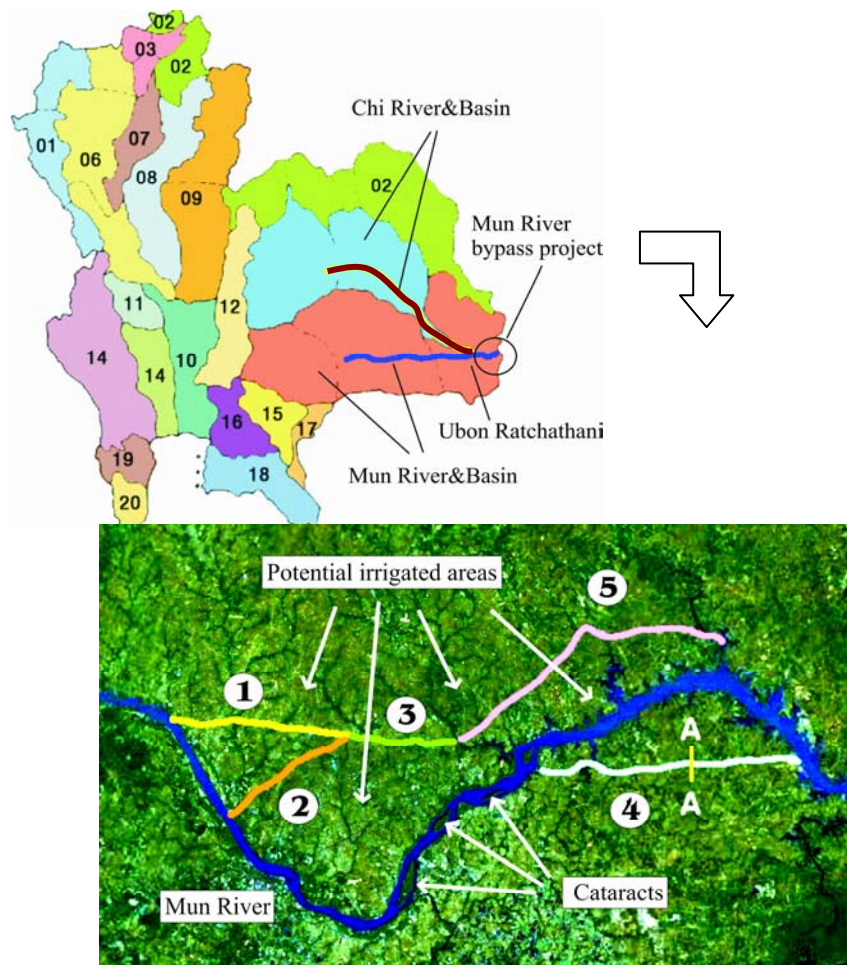 02
03
02
Chi River&Basin
01
07
06
08
02
09
Mun River
bypass project
11
12
14
10
14
16
15
17
Ubon Ratchathani
19
18
Mun River&Basin
20
Potential irrigated areas
5
1
3
A
2
4
A
Mun River
Cataracts